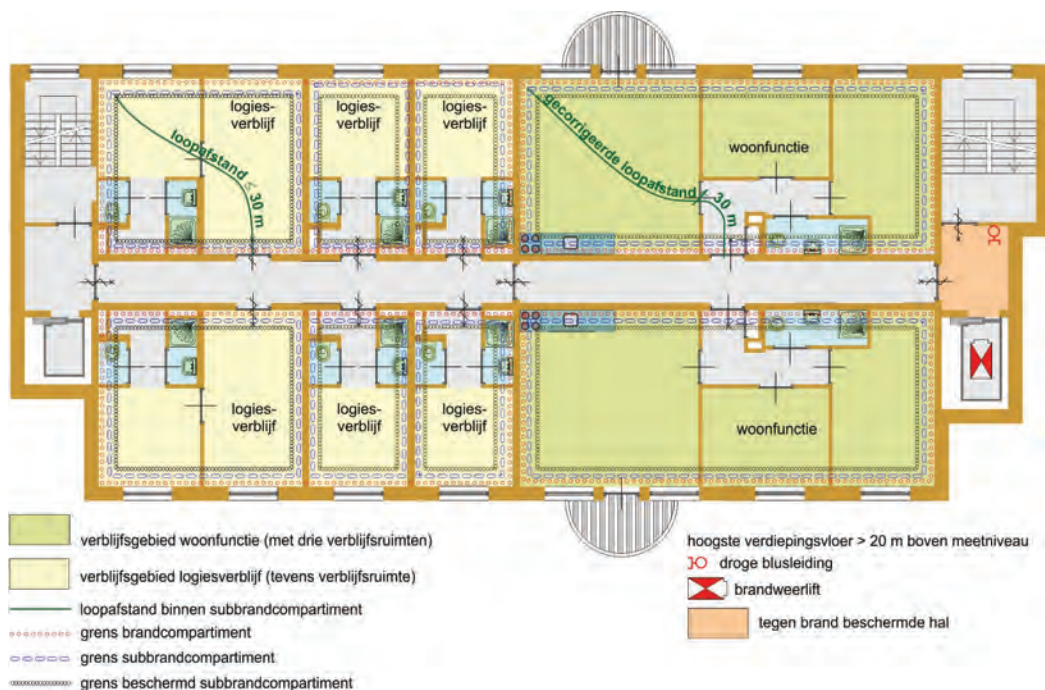 logies-
verblijf
logies-
verblijf
logies-
verblijf
loopafstand ≤ 30 m
gecorrigeerde loopafstand ≤ 30 m
woonfunctie
logies-
verblijf
logies-
verblijf
logies-
verblijf
woonfunctie
verblijfsgebied woonfunctie (met drie verblijfsruimten)
verblijfsgebied logiesverblijf (tevens verblijfsruimte)
loopafstand binnen subbrandcompartiment
grens brandcompartiment
grens subbrandcompartiment
grens beschermd subbrandcompartiment
hoogste verdiepingsvloer > 20 m boven meetniveau
droge blusleiding
brandweerlift
tegen brand beschermde hal